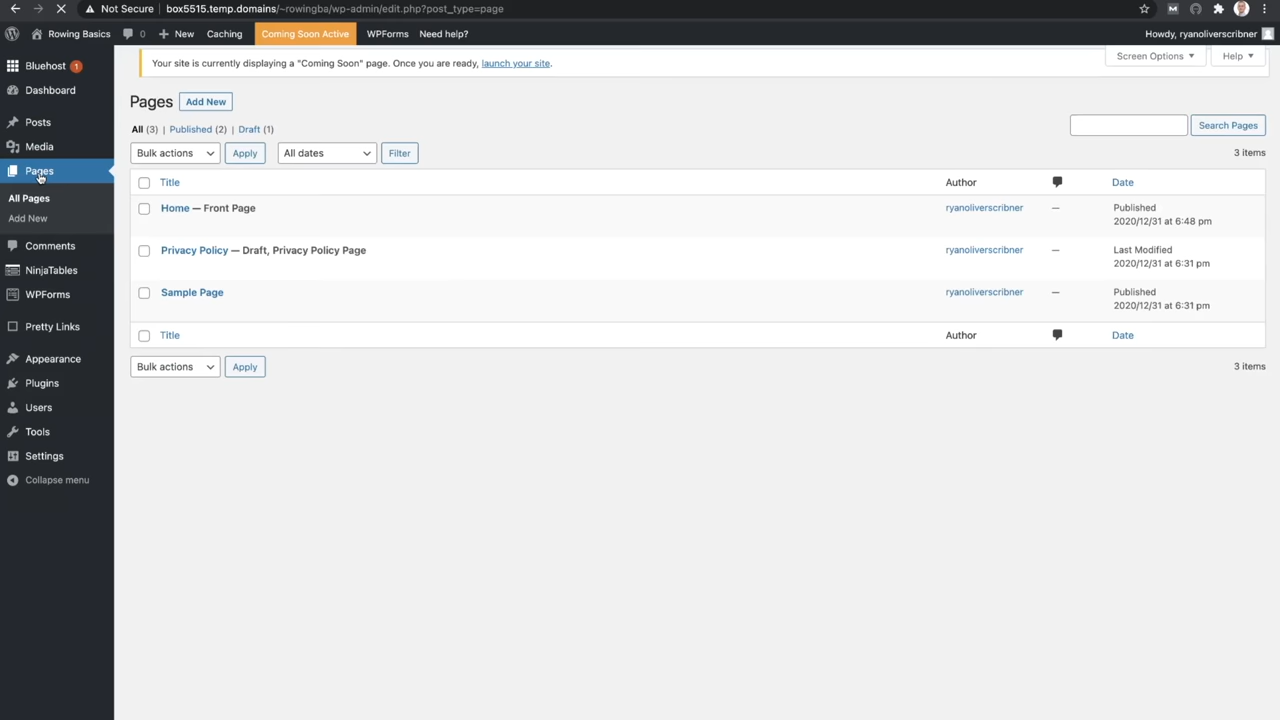 Not Secure | box5515.temp.domains/~rowingba/wp-admin/edit.php?post_type=page
Rowing Basics 0 New Caching Coming Soon Active WPForms Need help? Howdy, ryanoliverscribner
Bluehost 1
Dashboard
Posts
Media
Pages
All Pages
Add New
Comments
NinjaTables
WPForms
Pretty Links
Appearance
Plugins
Users
Tools
Settings
Collapse menu
Your site is currently displaying a "Coming Soon" page. Once you are ready, launch your site.
Screen Options Help
Pages Add New
All (3) | Published (2) | Draft (1)
Search Pages
Bulk actions Apply All dates Filter 3 items
Title Author Date
Home — Front Page ryanoliverscribner — Published
2020/12/31 at 6:48 pm
Privacy Policy — Draft, Privacy Policy Page ryanoliverscribner — Last Modified
2020/12/31 at 6:31 pm
Sample Page ryanoliverscribner — Published
2020/12/31 at 6:31 pm
Title Author Date
Bulk actions Apply 3 items